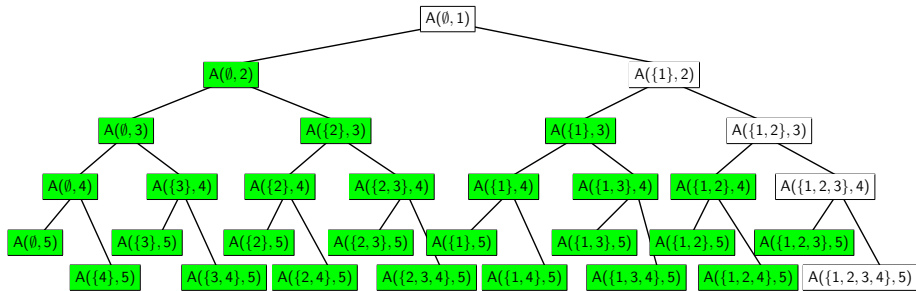 A(∅, 1)
A(∅, 2) A({1}, 2)
A(∅, 3) A({2}, 3) A({1}, 3) A({1, 2}, 3)
A(∅, 4) A({3}, 4) A({2}, 4) A({2, 3}, 4) A({1}, 4) A({1, 3}, 4) A({1, 2}, 4) A({1, 2, 3}, 4)
A(∅, 5) A({3}, 5) A({2}, 5) A({2, 3}, 5) A({1}, 5) A({1, 3}, 5) A({1, 2}, 5) A({1, 2, 3}, 5)
A({4}, 5) A({3, 4}, 5) A({2, 4}, 5) A({2, 3, 4}, 5) A({1, 4}, 5) A({1, 3, 4}, 5) A({1, 2, 4}, 5) A({1, 2, 3, 4}, 5)